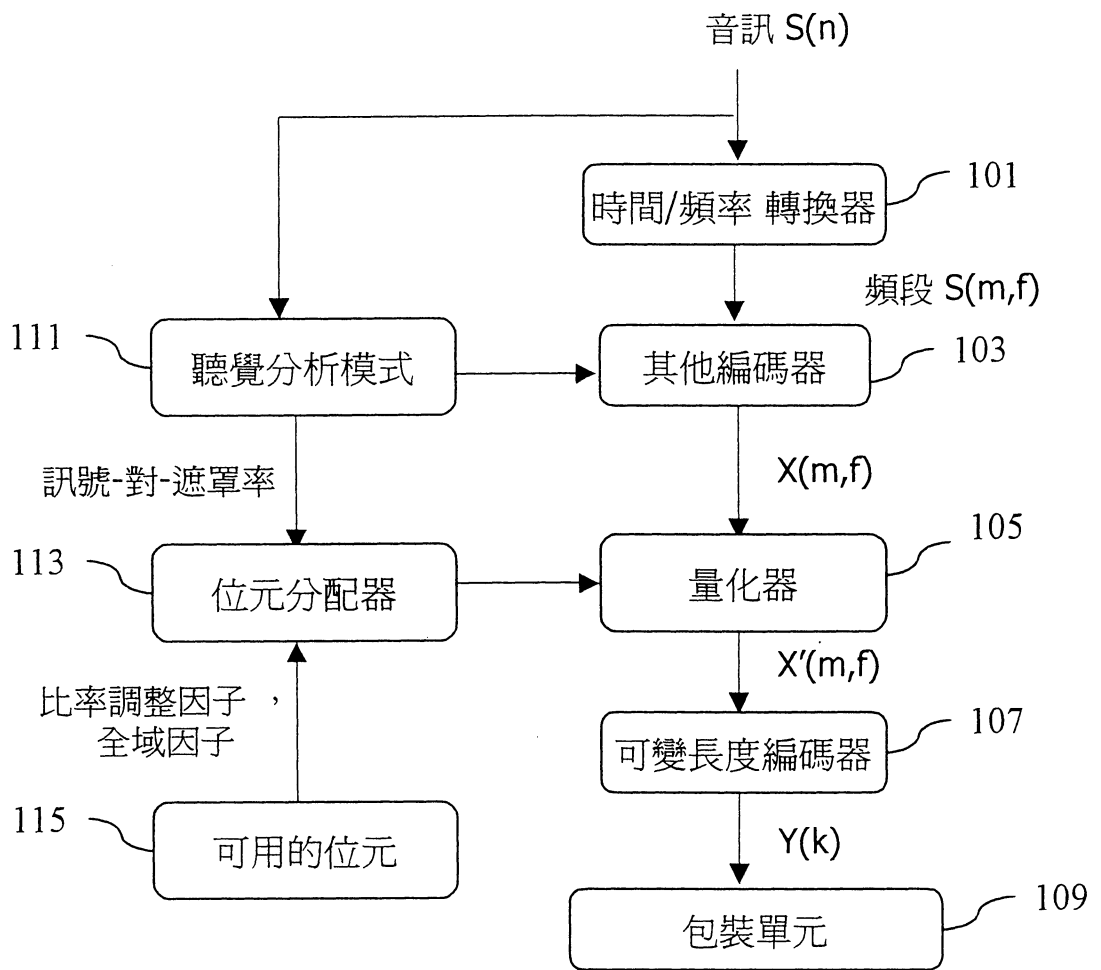 音訊 S(n)
101
時間/頻率 轉換器
頻段 S(m,f)
111
聽覺分析模式
103
其他編碼器
訊號-對-遮罩率
X(m,f)
113
位元分配器
105
量化器
X'(m,f)
比率調整因子，
全域因子
107
可變長度編碼器
115
可用的位元
Y(k)
109
包裝單元